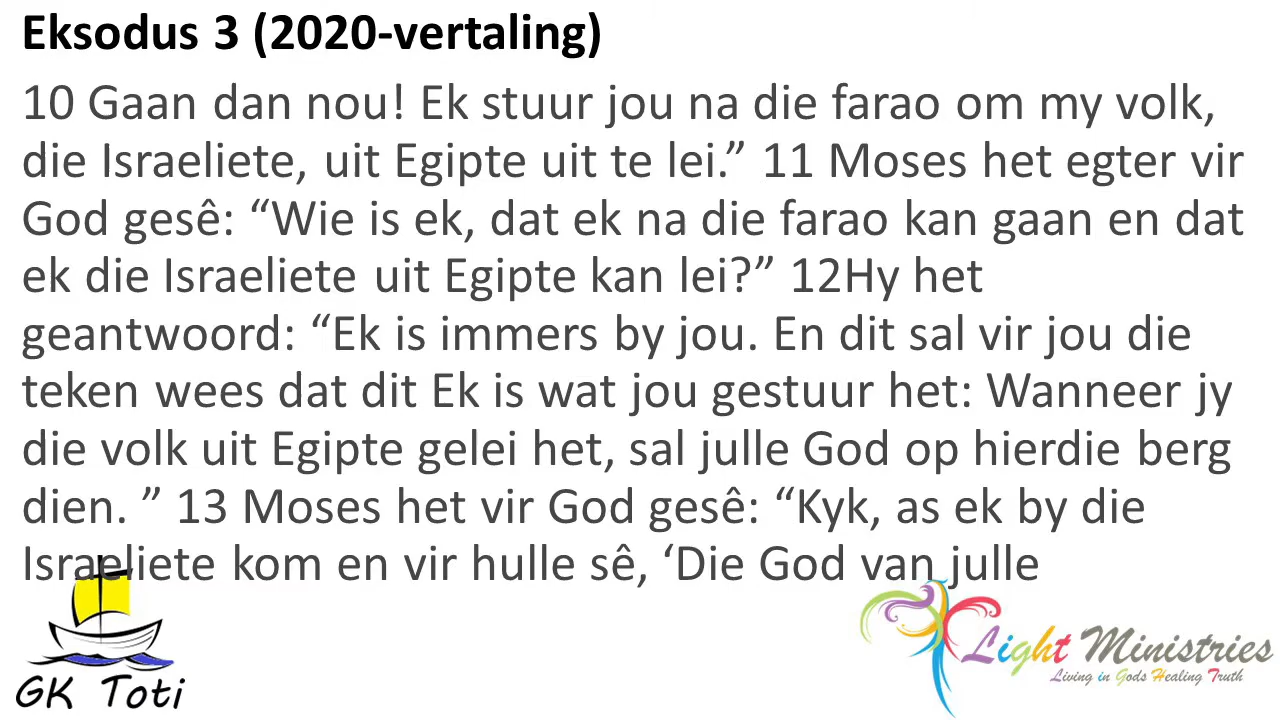 Eksodus 3 (2020-vertaling)
10 Gaan dan nou! Ek stuur jou na die farao om my volk,
die Israeliete, uit Egipte uit te lei.” 11 Moses het egter vir
God gesê: “Wie is ek, dat ek na die farao kan gaan en dat
ek die Israeliete uit Egipte kan lei?” 12Hy het
geantwoord: “Ek is immers by jou. En dit sal vir jou die
teken wees dat dit Ek is wat jou gestuur het: Wanneer jy
die volk uit Egipte gelei het, sal julle God op hierdie berg
dien. ” 13 Moses het vir God gesê: “Kyk, as ek by die
Israeliete kom en vir hulle sê, ‘Die God van julle
GK Toti
Light Ministries
Living in Gods Healing Truth